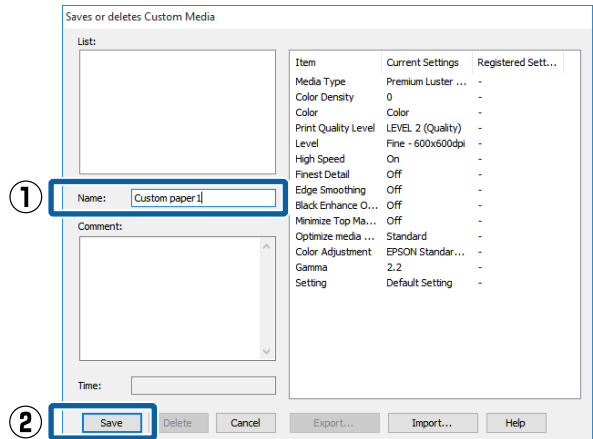 Saves or deletes Custom Media
List:
Item Current Settings Registered Sett...
Media Type Premium Luster ... -
Color Density 0 -
Color Color -
Print Quality Level LEVEL 2 (Quality) -
Level Fine - 600x600dpi -
High Speed On -
Finest Detail Off -
Edge Smoothing Off -
Black Enhance O... Off -
Minimize Top Ma... Off -
Optimize media ... Standard -
Color Adjustment EPSON Standar... -
Gamma 2.2 -
Setting Default Setting -
1 Name: Custom paper1
Comment:
Time:
2 Save Delete Cancel Export... Import... Help